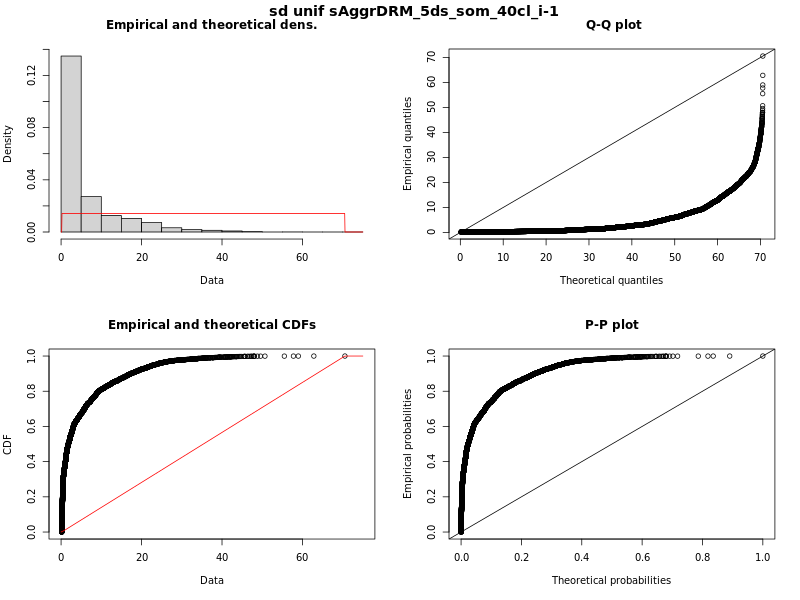 sd unif sAggrDRM_5ds_som_40cl_i-1
Empirical and theoretical dens.
Density
0.00 0.04 0.08 0.12
0 20 40 60
Data
Q-Q plot
Empirical quantiles
0 10 20 30 40 50 60 70
0 10 20 30 40 50 60 70
Theoretical quantiles
Empirical and theoretical CDFs
CDF
0.0 0.2 0.4 0.6 0.8 1.0
0 20 40 60
Data
P-P plot
Empirical probabilities
0.0 0.2 0.4 0.6 0.8 1.0
0.0 0.2 0.4 0.6 0.8 1.0
Theoretical probabilities